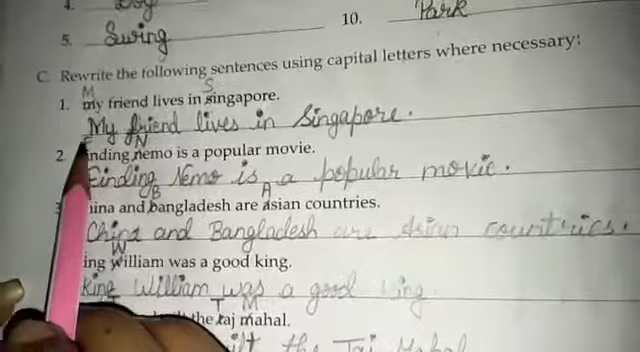 4. Dog
10. Park
5. Swing
C. Rewrite the following sentences using capital letters where necessary:
M S
1. my friend lives in singapore.
My friend lives in Singapore.
F N
2. inding nemo is a popular movie.
Finding Nemo is a popular movie.
B A
hina and bangladesh are asian countries.
China and Bangladesh are Asian countries.
W
ing william was a good king.
King William was a good king
T T M
the taj mahal.
the Taj Mahal